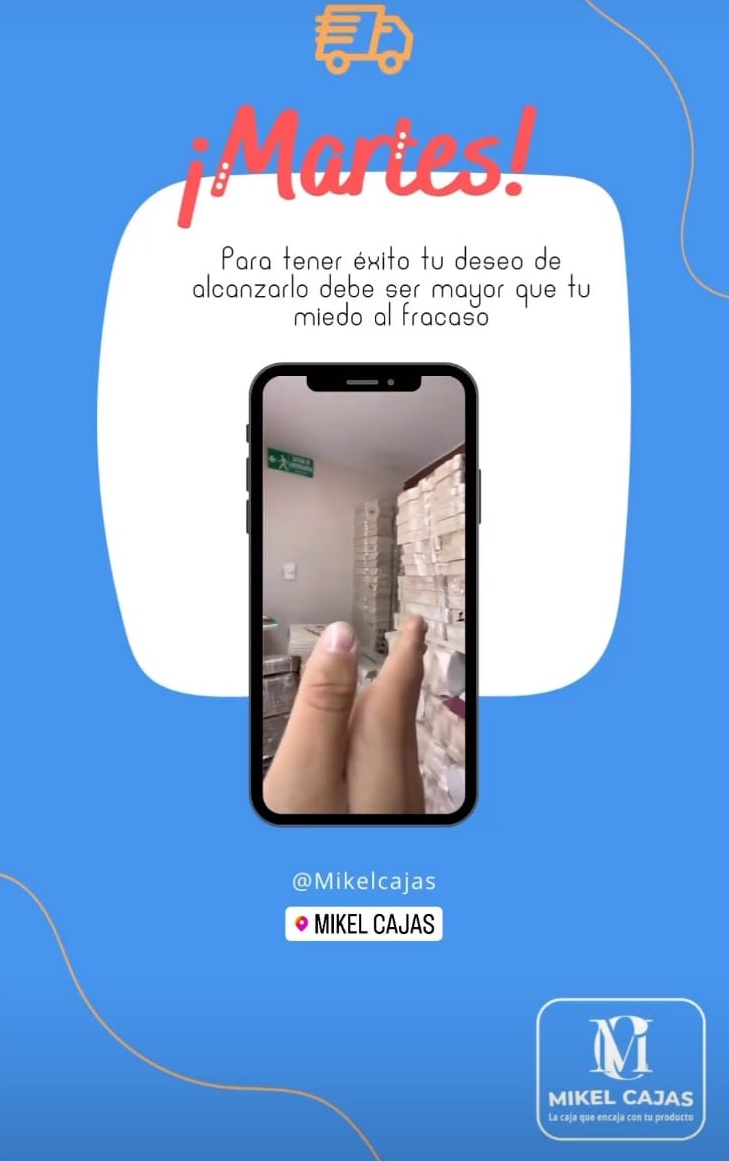 ¡Martes!
Para tener éxito tu deseo de
alcanzarlo debe ser mayor que tu
miedo al fracaso
@Mikelcajas
MIKEL CAJAS
MIKEL CAJAS
La caja que encaja con tu producto